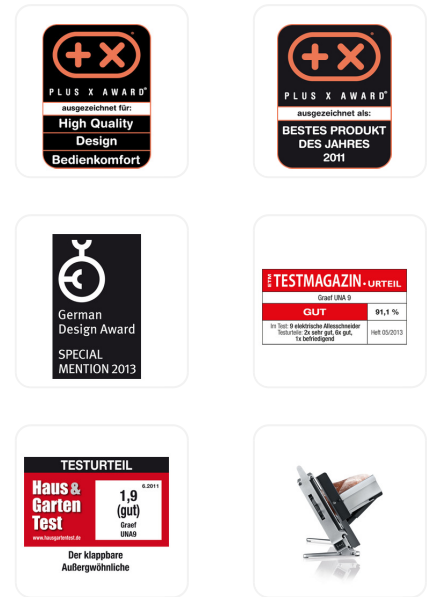 + X
PLUS X AWARD®
ausgezeichnet für:
High Quality
Design
Bedienkomfort
+ X
PLUS X AWARD®
ausgezeichnet als:
BESTES PRODUKT
DES JAHRES
2011
German
Design Award
SPECIAL
MENTION 2013
ETM TESTMAGAZIN · URTEIL
Graef UNA 9
GUT 91,1 %
Im Test: 9 elektrische Allesschneider
Testurteile: 2x sehr gut, 6x gut,
1x befriedigend
Heft 05/2013
TESTURTEIL
Haus &
Garten
Test
www.hausgartentest.de
6.2011
1,9
(gut)
Graef
UNA9
Der klappbare
Außergwöhnliche